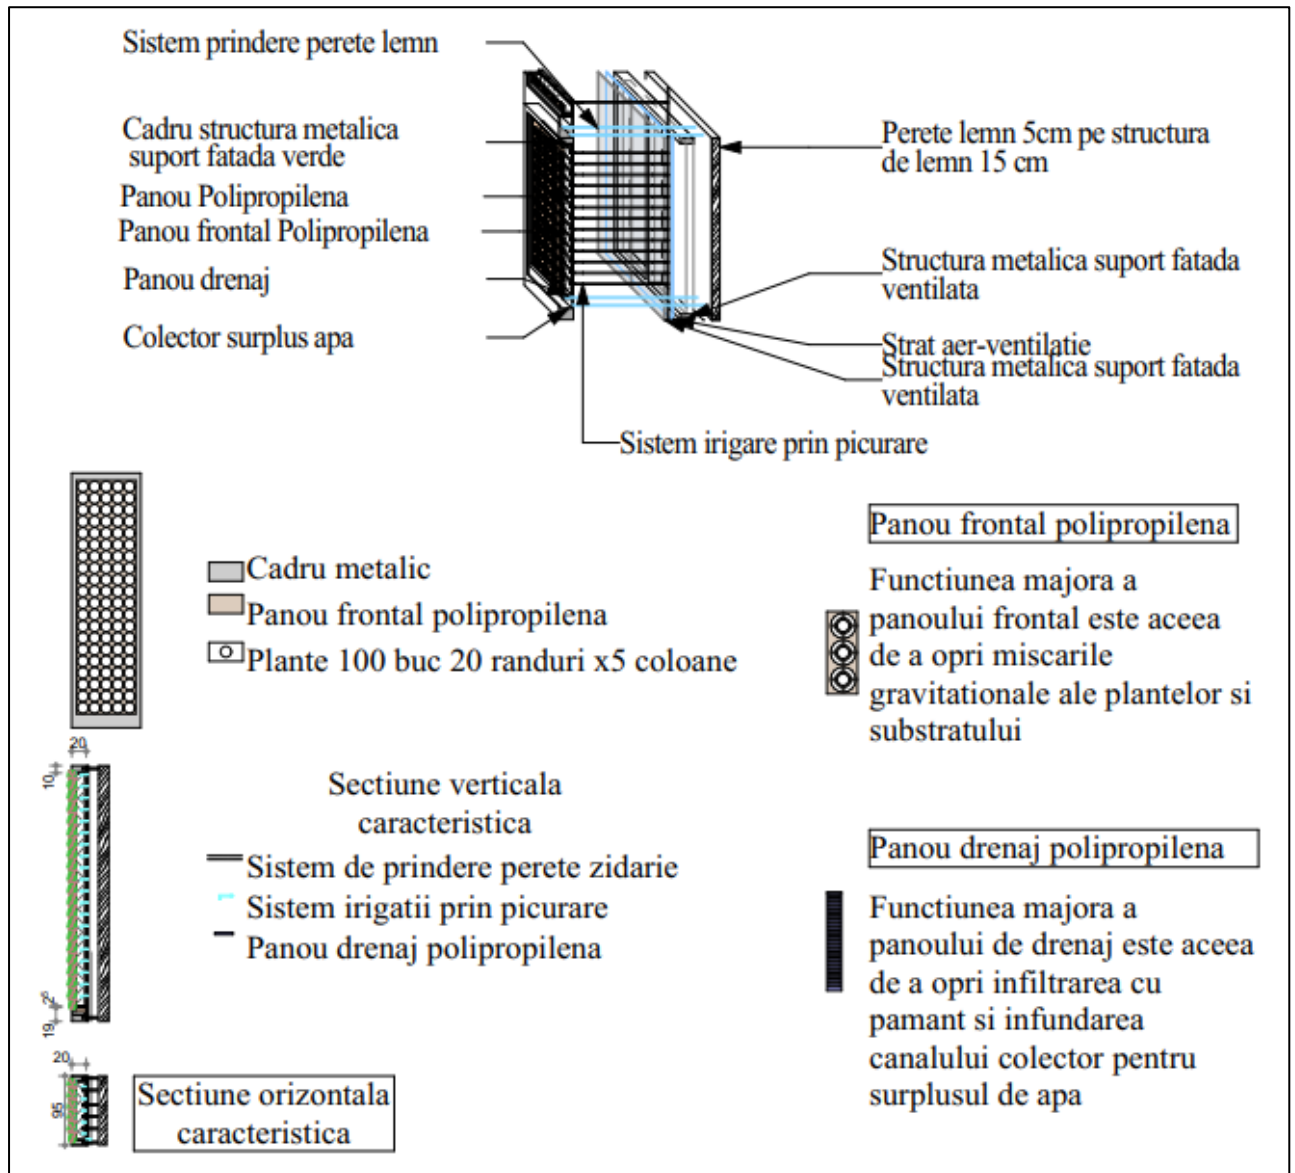 Sistem prindere perete lemn
Cadru structura metalica
suport fatada verde
Panou Polipropilena
Panou frontal Polipropilena
Panou drenaj
Colector surplus apa
Perete lemn 5cm pe structura
de lemn 15 cm
Structura metalica suport fatada
ventilata
Strat aer-ventilatie
Structura metalica suport fatada
ventilata
Sistem irigare prin picurare
Cadru metalic
Panou frontal polipropilena
Plante 100 buc 20 randuri x5 coloane
Panou frontal polipropilena
Functiunea majora a
panoului frontal este aceea
de a opri miscarile
gravitationale ale plantelor si
substratului
20
10
2⁵
19
Sectiune verticala
caracteristica
Sistem de prindere perete zidarie
Sistem irigatii prin picurare
Panou drenaj polipropilena
Panou drenaj polipropilena
Functiunea majora a
panoului de drenaj este aceea
de a opri infiltrarea cu
pamant si infundarea
canalului colector pentru
surplusul de apa
20
95
Sectiune orizontala
caracteristica